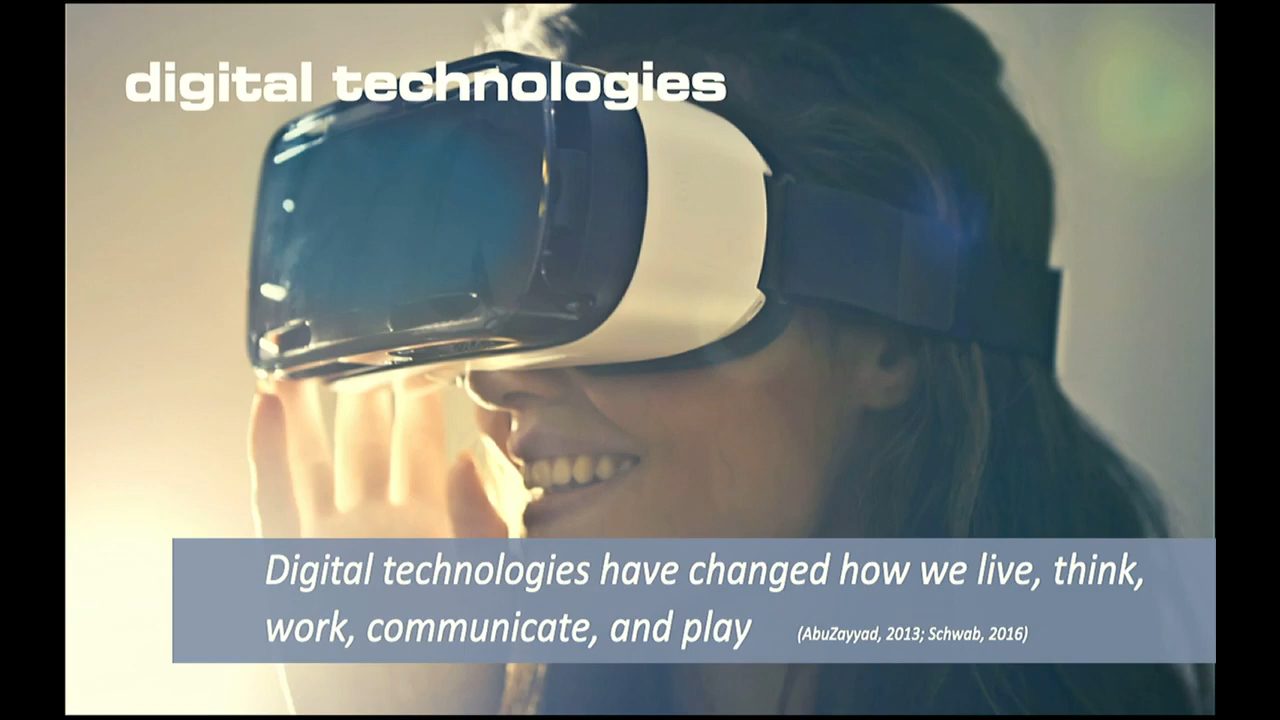 digital technologies
Digital technologies have changed how we live, think,
work, communicate, and play (AbuZayyad, 2013; Schwab, 2016)